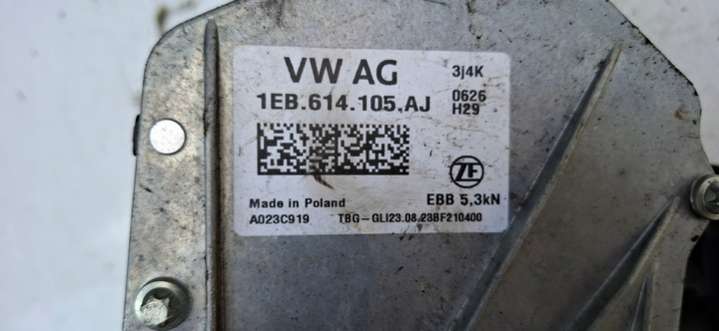 VW AG
3j4K
1EB.614.105.AJ
0626
H29
ZF
Made in Poland
EBB 5,3kN
A023C919
TBG-GLI23.08.23BF210400